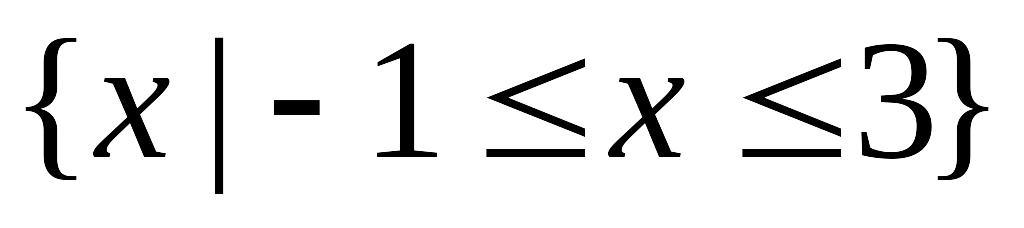 {x | - 1 ≤ x ≤ 3}